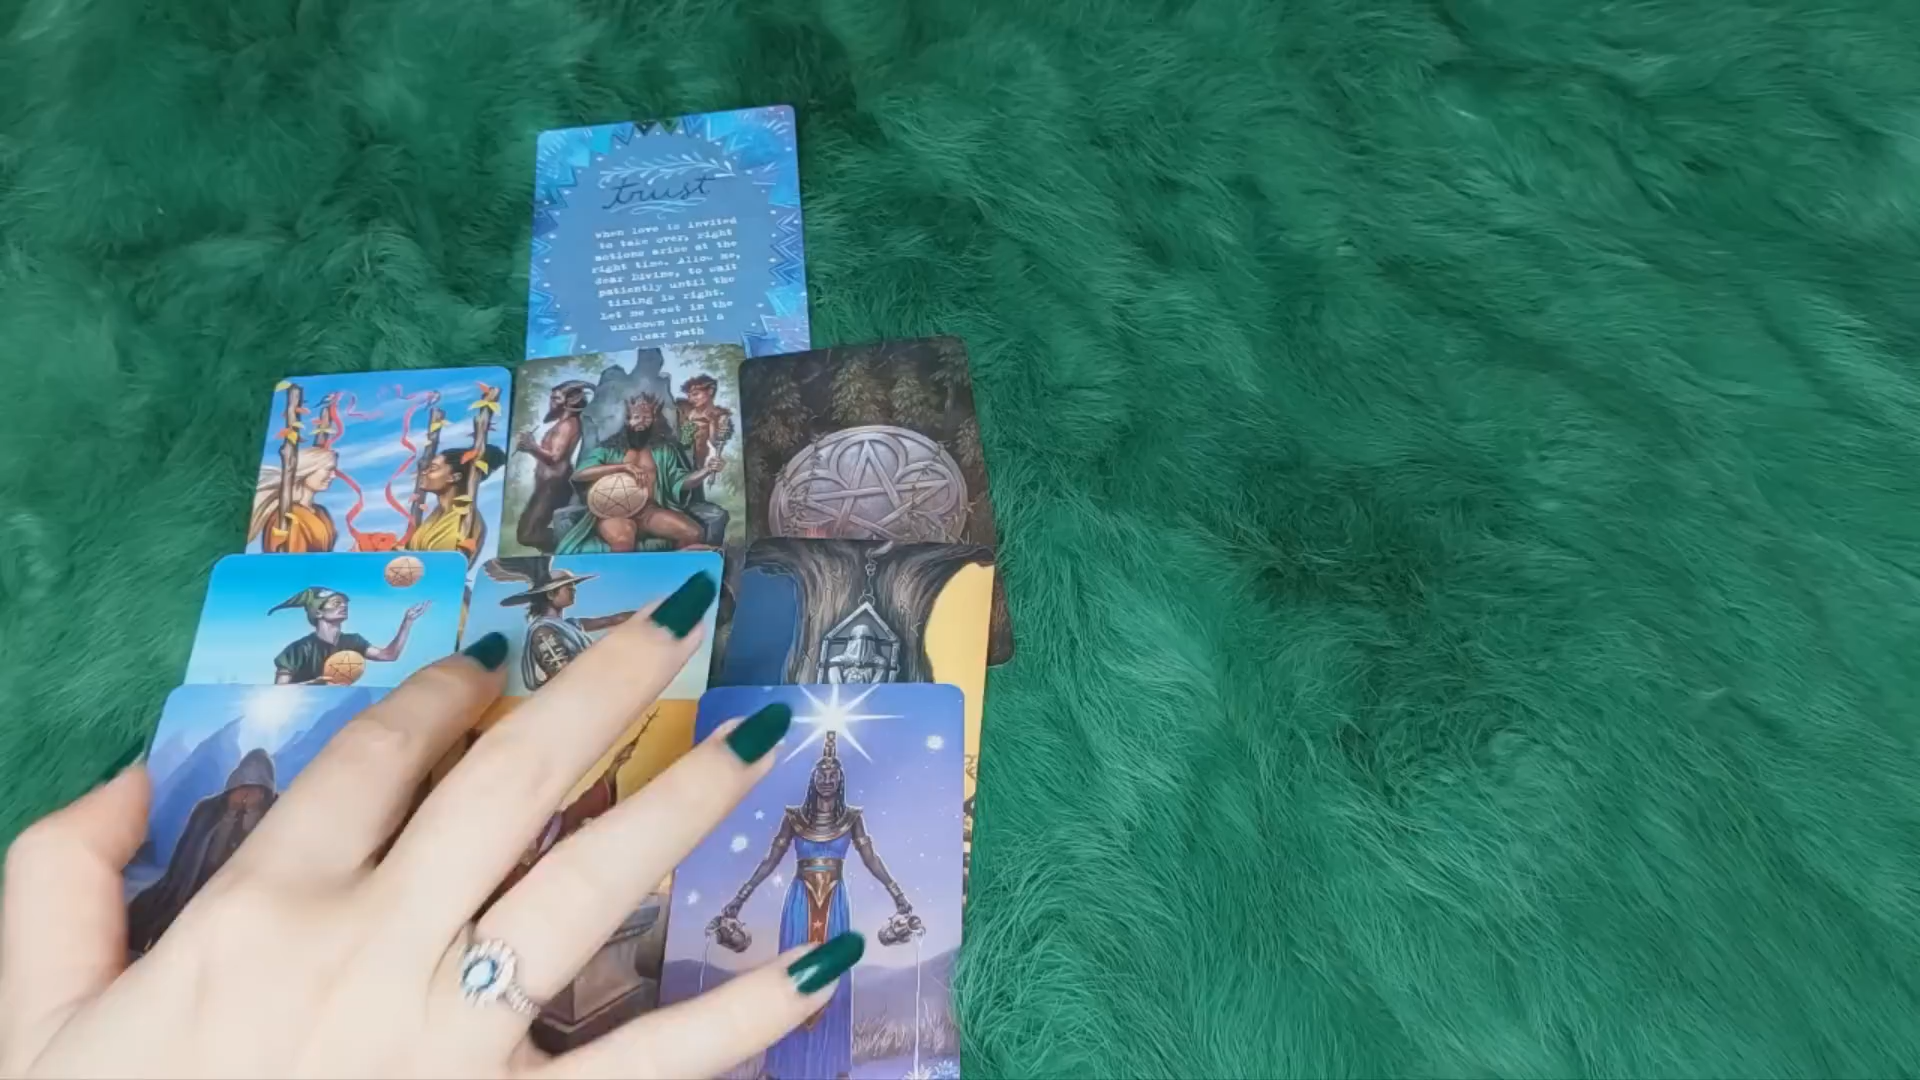 trust
When love is invited
to take over, right
actions arise at the
right time. Allow me,
dear Divine, to wait
patiently until the
timing is right.
Let me rest in the
unknown until a
clear path